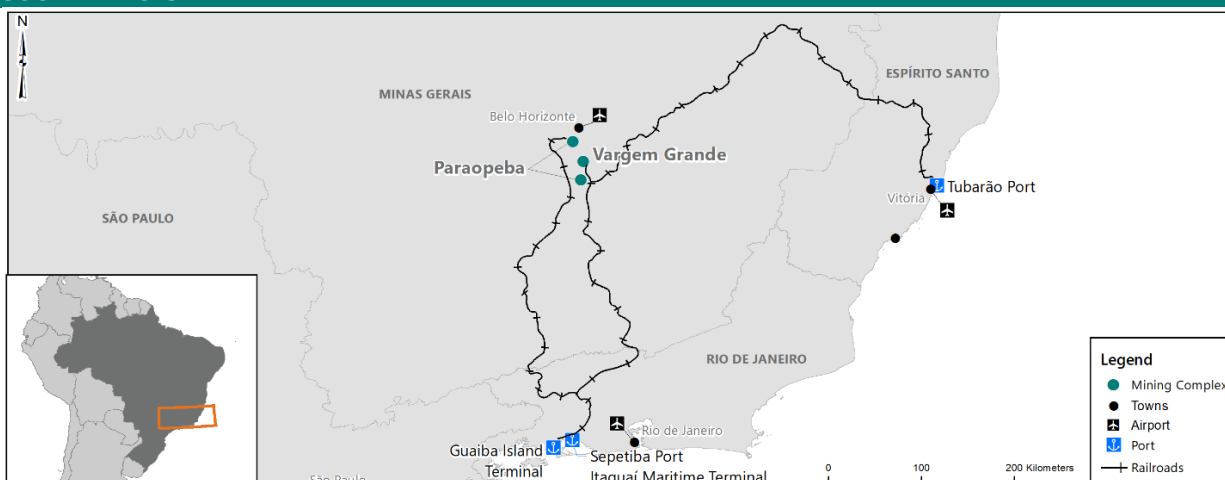 N
ESPÍRITO SANTO
MINAS GERAIS
Belo Horizonte
Vargem Grande
Paraopeba
Tubarão Port
Vitória
SÃO PAULO
RIO DE JANEIRO
Rio de Janeiro
Guaiba Island
Terminal
Sepetiba Port
Itaguaí Maritime Terminal
São Paulo
0 100 200 Kilometers
Legend
Mining Complex
Towns
Airport
Port
Railroads